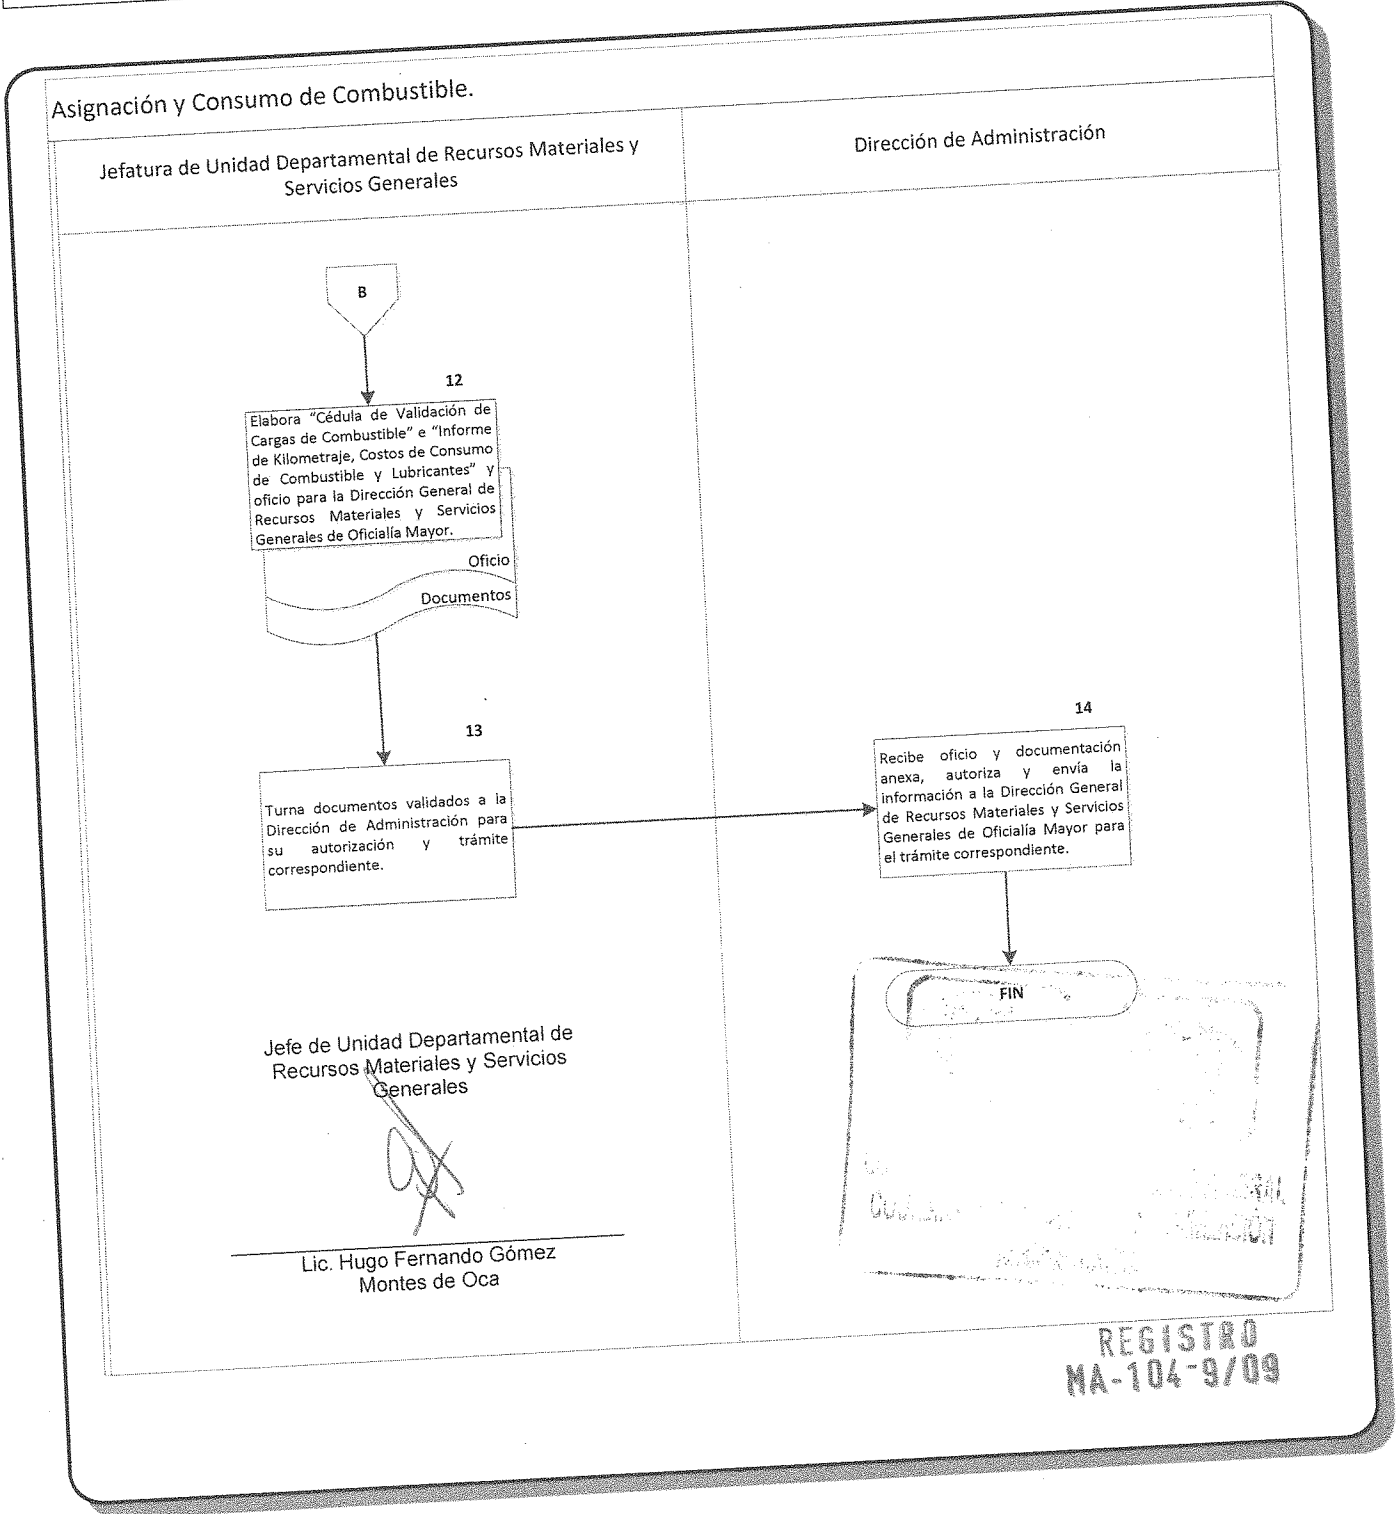 Asignación y Consumo de Combustible.
Jefatura de Unidad Departamental de Recursos Materiales y
Servicios Generales
Dirección de Administración
B
12
Elabora “Cédula de Validación de
Cargas de Combustible” e “Informe
de Kilometraje, Costos de Consumo
de Combustible y Lubricantes” y
oficio para la Dirección General de
Recursos Materiales y Servicios
Generales de Oficialía Mayor.
Oficio
Documentos
13
Turna documentos validados a la
Dirección de Administración para
su autorización y trámite
correspondiente.
14
Recibe oficio y documentación
anexa, autoriza y envía la
información a la Dirección General
de Recursos Materiales y Servicios
Generales de Oficialía Mayor para
el trámite correspondiente.
FIN
Jefe de Unidad Departamental de
Recursos Materiales y Servicios
Generales
Lic. Hugo Fernando Gómez
Montes de Oca
REGISTRO
MA-104-9/09